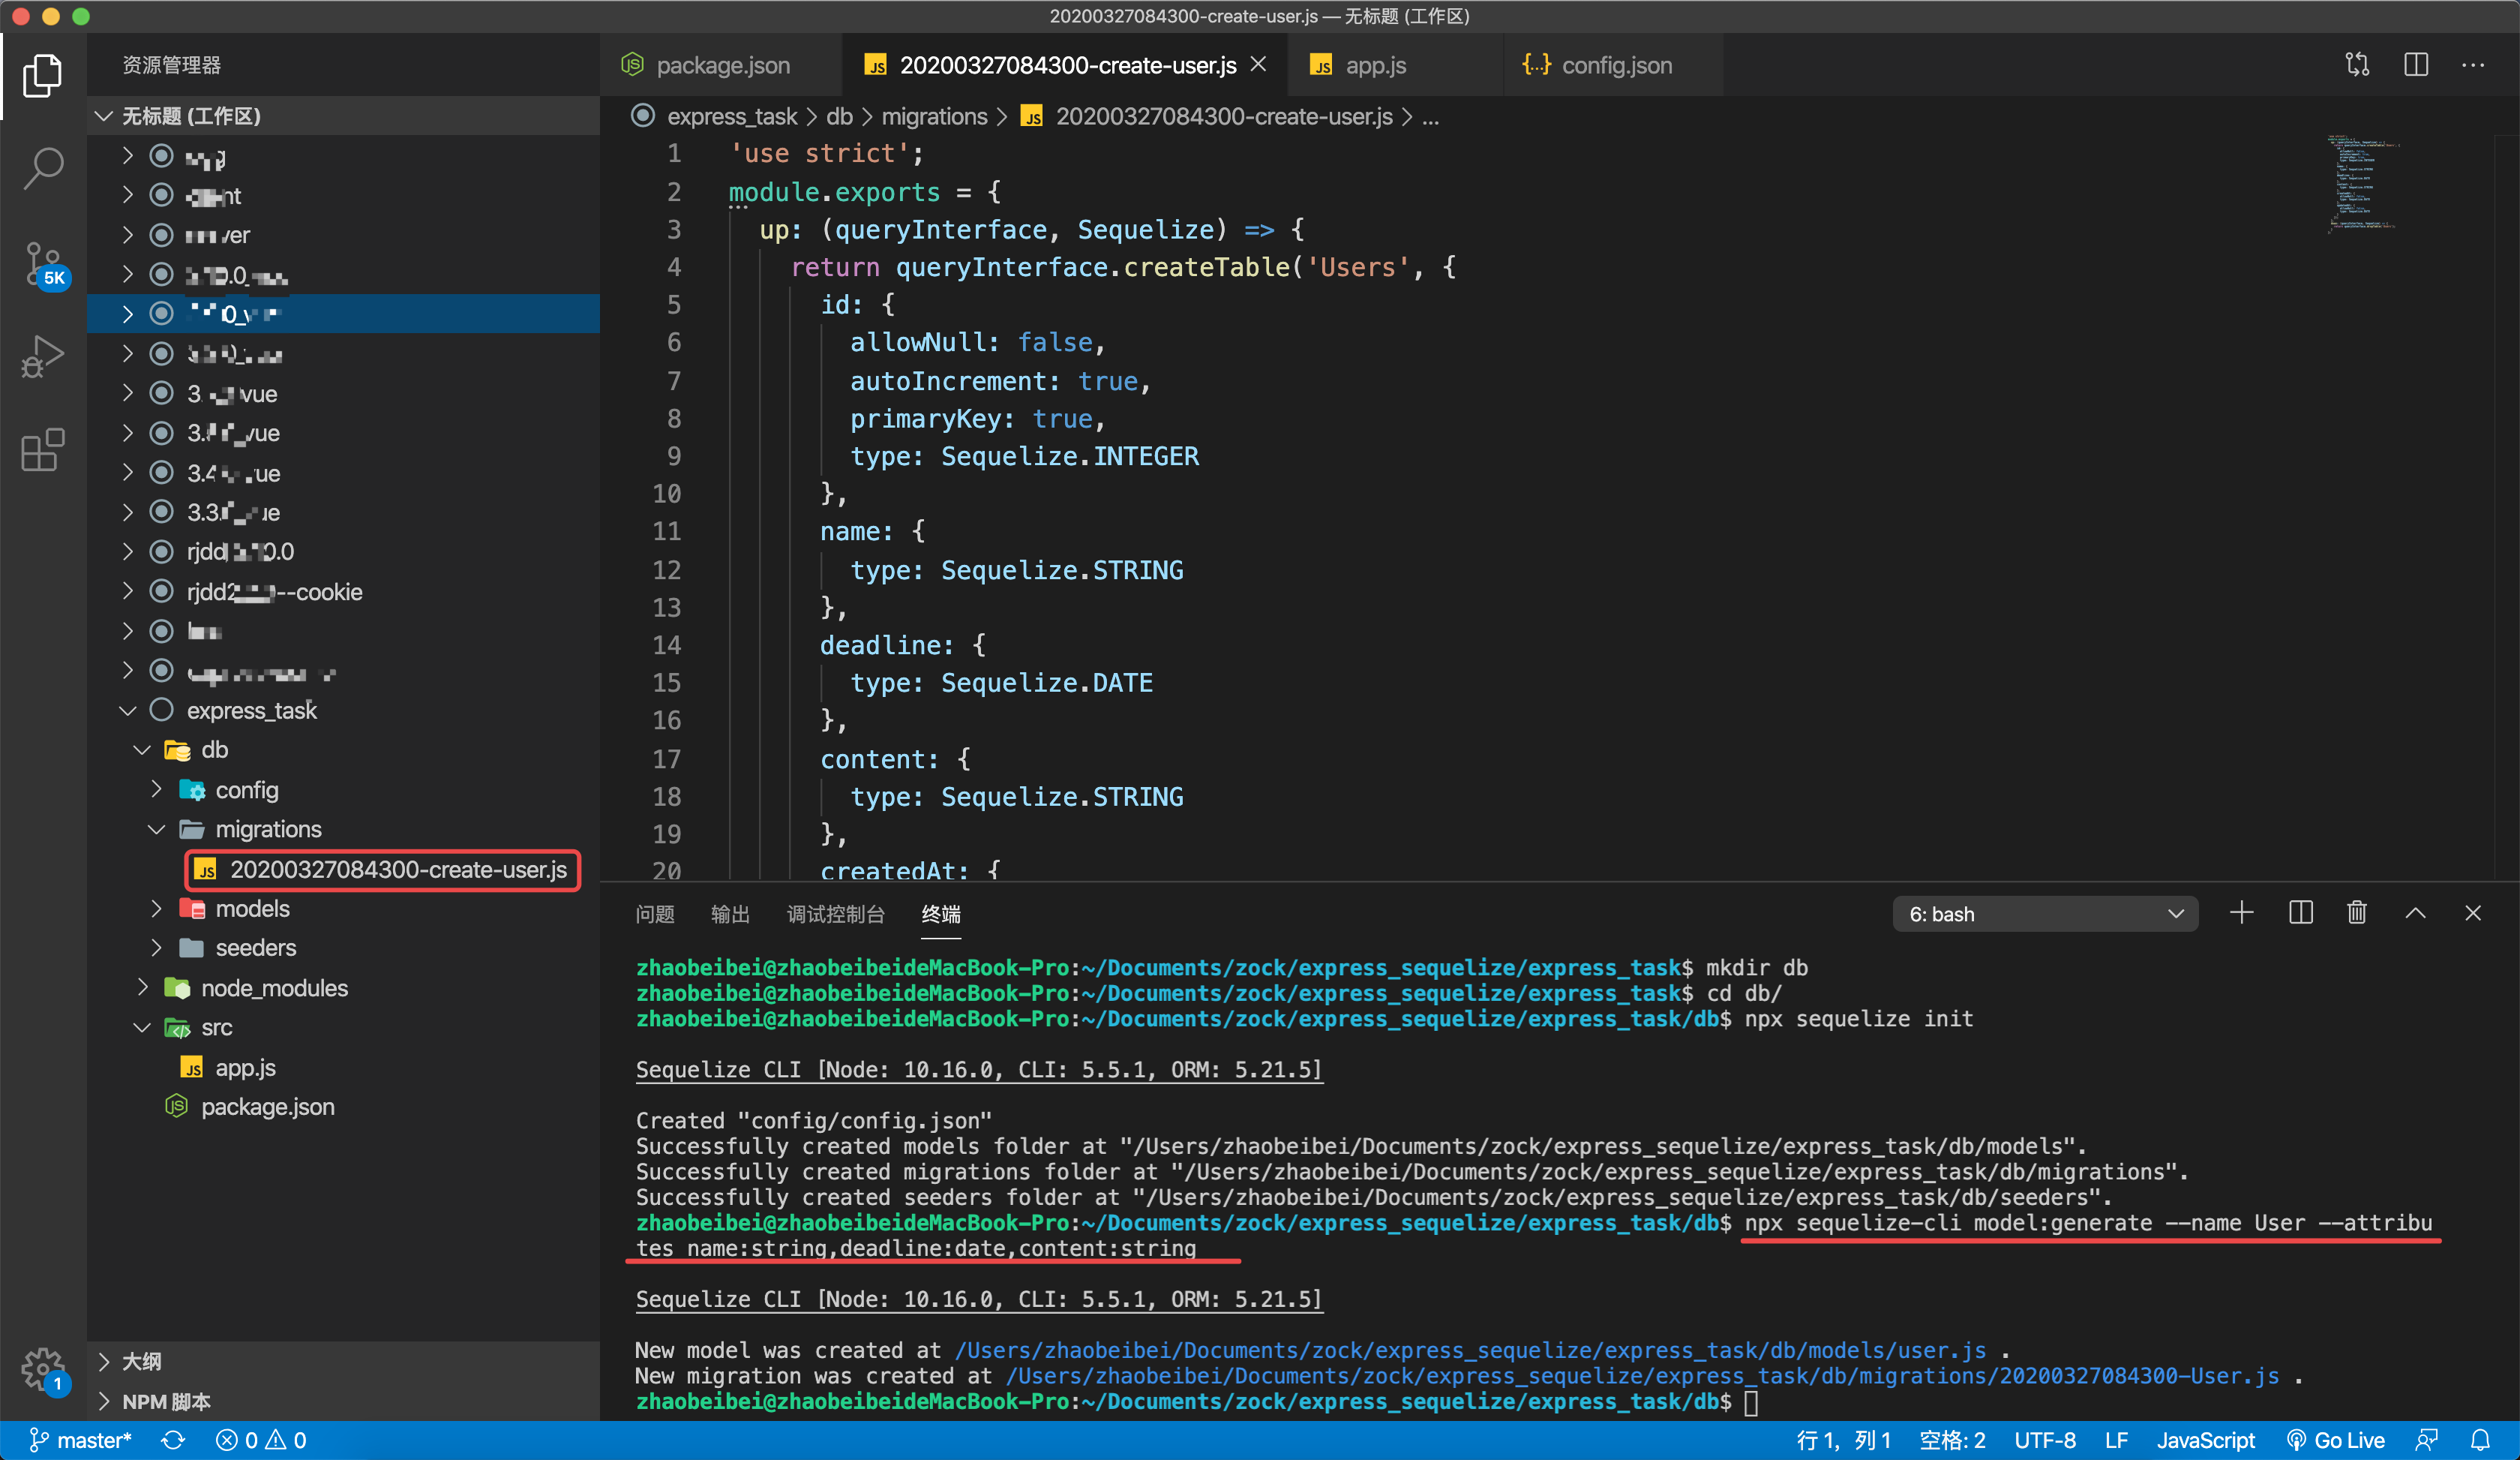 20200327084300-create-user.js — 无标题 (工作区)
资源管理器
无标题 (工作区)
3. vue
3. vue
3.4 ue
3.3 ue
rjdd 0.0
rjdd2 --cookie
express_task
db
config
migrations
20200327084300-create-user.js
models
seeders
node_modules
src
app.js
package.json
大纲
NPM 脚本
5K
1
package.json
20200327084300-create-user.js
app.js
config.json
express_task > db > migrations > JS 20200327084300-create-user.js > ...
1 'use strict';
2 module.exports = {
3 up: (queryInterface, Sequelize) => {
4 return queryInterface.createTable('Users', {
5 id: {
6 allowNull: false,
7 autoIncrement: true,
8 primaryKey: true,
9 type: Sequelize.INTEGER
10 },
11 name: {
12 type: Sequelize.STRING
13 },
14 deadline: {
15 type: Sequelize.DATE
16 },
17 content: {
18 type: Sequelize.STRING
19 },
20 createdAt: {
问题 输出 调试控制台 终端
6: bash
zhaobeibei@zhaobeibeideMacBook-Pro:~/Documents/zock/express_sequelize/express_task$ mkdir db
zhaobeibei@zhaobeibeideMacBook-Pro:~/Documents/zock/express_sequelize/express_task$ cd db/
zhaobeibei@zhaobeibeideMacBook-Pro:~/Documents/zock/express_sequelize/express_task/db$ npx sequelize init
Sequelize CLI [Node: 10.16.0, CLI: 5.5.1, ORM: 5.21.5]
Created "config/config.json"
Successfully created models folder at "/Users/zhaobeibei/Documents/zock/express_sequelize/express_task/db/models".
Successfully created migrations folder at "/Users/zhaobeibei/Documents/zock/express_sequelize/express_task/db/migrations".
Successfully created seeders folder at "/Users/zhaobeibei/Documents/zock/express_sequelize/express_task/db/seeders".
zhaobeibei@zhaobeibeideMacBook-Pro:~/Documents/zock/express_sequelize/express_task/db$ npx sequelize-cli model:generate --name User --attribu
tes name:string,deadline:date,content:string
Sequelize CLI [Node: 10.16.0, CLI: 5.5.1, ORM: 5.21.5]
New model was created at /Users/zhaobeibei/Documents/zock/express_sequelize/express_task/db/models/user.js .
New migration was created at /Users/zhaobeibei/Documents/zock/express_sequelize/express_task/db/migrations/20200327084300-User.js .
zhaobeibei@zhaobeibeideMacBook-Pro:~/Documents/zock/express_sequelize/express_task/db$
master* 0 0 行 1, 列 1 空格: 2 UTF-8 LF JavaScript Go Live